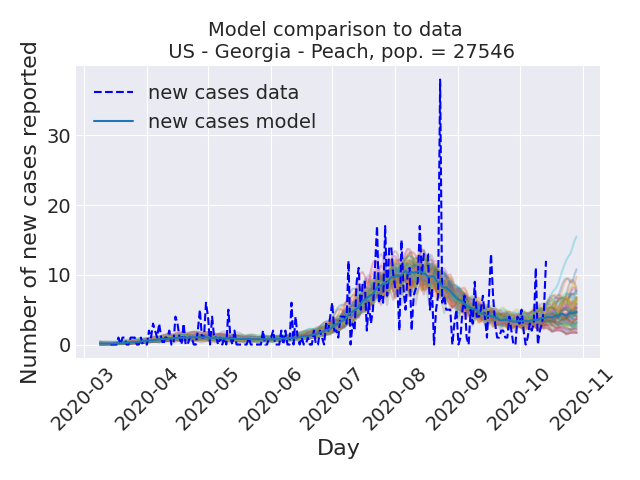 Model comparison to data
US - Georgia - Peach, pop. = 27546
Number of new cases reported
new cases data
new cases model
30
20
10
0
2020-03
2020-04
2020-05
2020-06
2020-07
2020-08
2020-09
2020-10
2020-11
Day